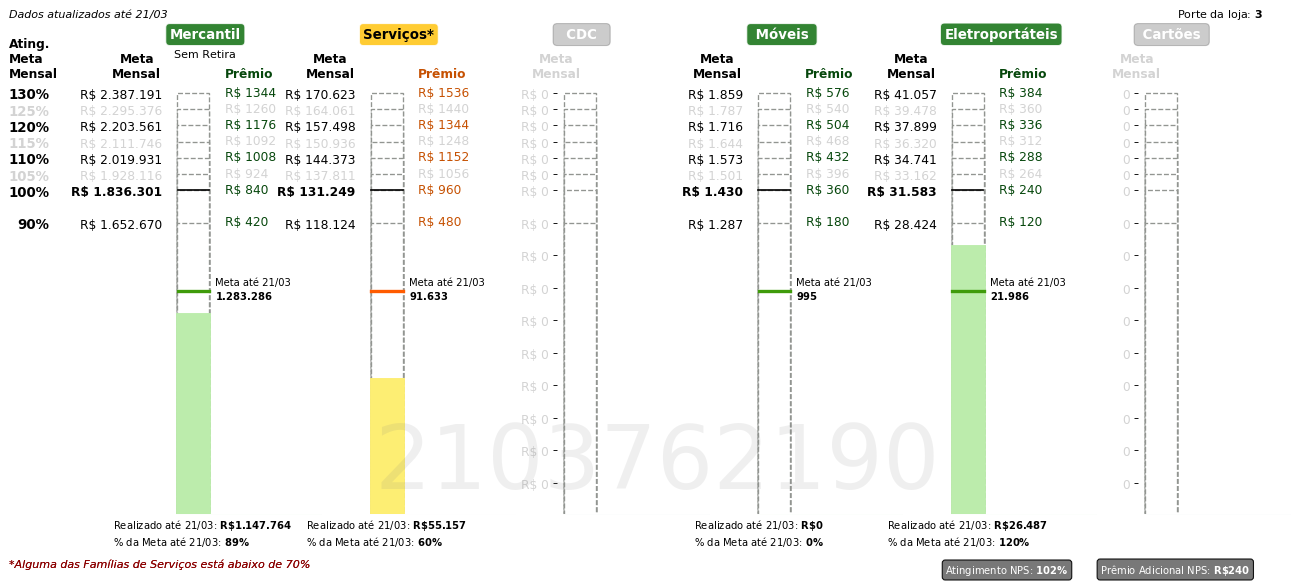 Dados atualizados até 21/03
Porte da loja: 3
Mercantil Serviços* CDC Móveis Eletroportáteis Cartões
Sem Retira
Ating. Meta Mensal
Meta Mensal Prêmio Meta Mensal Prêmio Meta Mensal Meta Mensal Prêmio Meta Mensal Prêmio Meta Mensal
130% R$ 2.387.191 R$ 1344 R$ 170.623 R$ 1536 R$ 0 R$ 1.859 R$ 576 R$ 41.057 R$ 384 0
125% R$ 2.295.376 R$ 1260 R$ 164.061 R$ 1440 R$ 0 R$ 1.787 R$ 540 R$ 39.478 R$ 360 0
120% R$ 2.203.561 R$ 1176 R$ 157.498 R$ 1344 R$ 0 R$ 1.716 R$ 504 R$ 37.899 R$ 336 0
115% R$ 2.111.746 R$ 1092 R$ 150.936 R$ 1248 R$ 0 R$ 1.644 R$ 468 R$ 36.320 R$ 312 0
110% R$ 2.019.931 R$ 1008 R$ 144.373 R$ 1152 R$ 0 R$ 1.573 R$ 432 R$ 34.741 R$ 288 0
105% R$ 1.928.116 R$ 924 R$ 137.811 R$ 1056 R$ 0 R$ 1.501 R$ 396 R$ 33.162 R$ 264 0
100% R$ 1.836.301 R$ 840 R$ 131.249 R$ 960 R$ 0 R$ 1.430 R$ 360 R$ 31.583 R$ 240 0
90% R$ 1.652.670 R$ 420 R$ 118.124 R$ 480 R$ 0 R$ 1.287 R$ 180 R$ 28.424 R$ 120 0
R$ 0 0
Meta até 21/03 Meta até 21/03 Meta até 21/03 Meta até 21/03
R$ 0 0
1.283.286 91.633 995 21.986
R$ 0 0
R$ 0 0
R$ 0 0
R$ 0 0
R$ 0 0
2103762190
R$ 0 0
Realizado até 21/03: R$1.147.764 Realizado até 21/03: R$55.157 Realizado até 21/03: R$0 Realizado até 21/03: R$26.487
% da Meta até 21/03: 89% % da Meta até 21/03: 60% % da Meta até 21/03: 0% % da Meta até 21/03: 120%
*Alguma das Famílias de Serviços está abaixo de 70%
Atingimento NPS: 102% Prêmio Adicional NPS: R$240